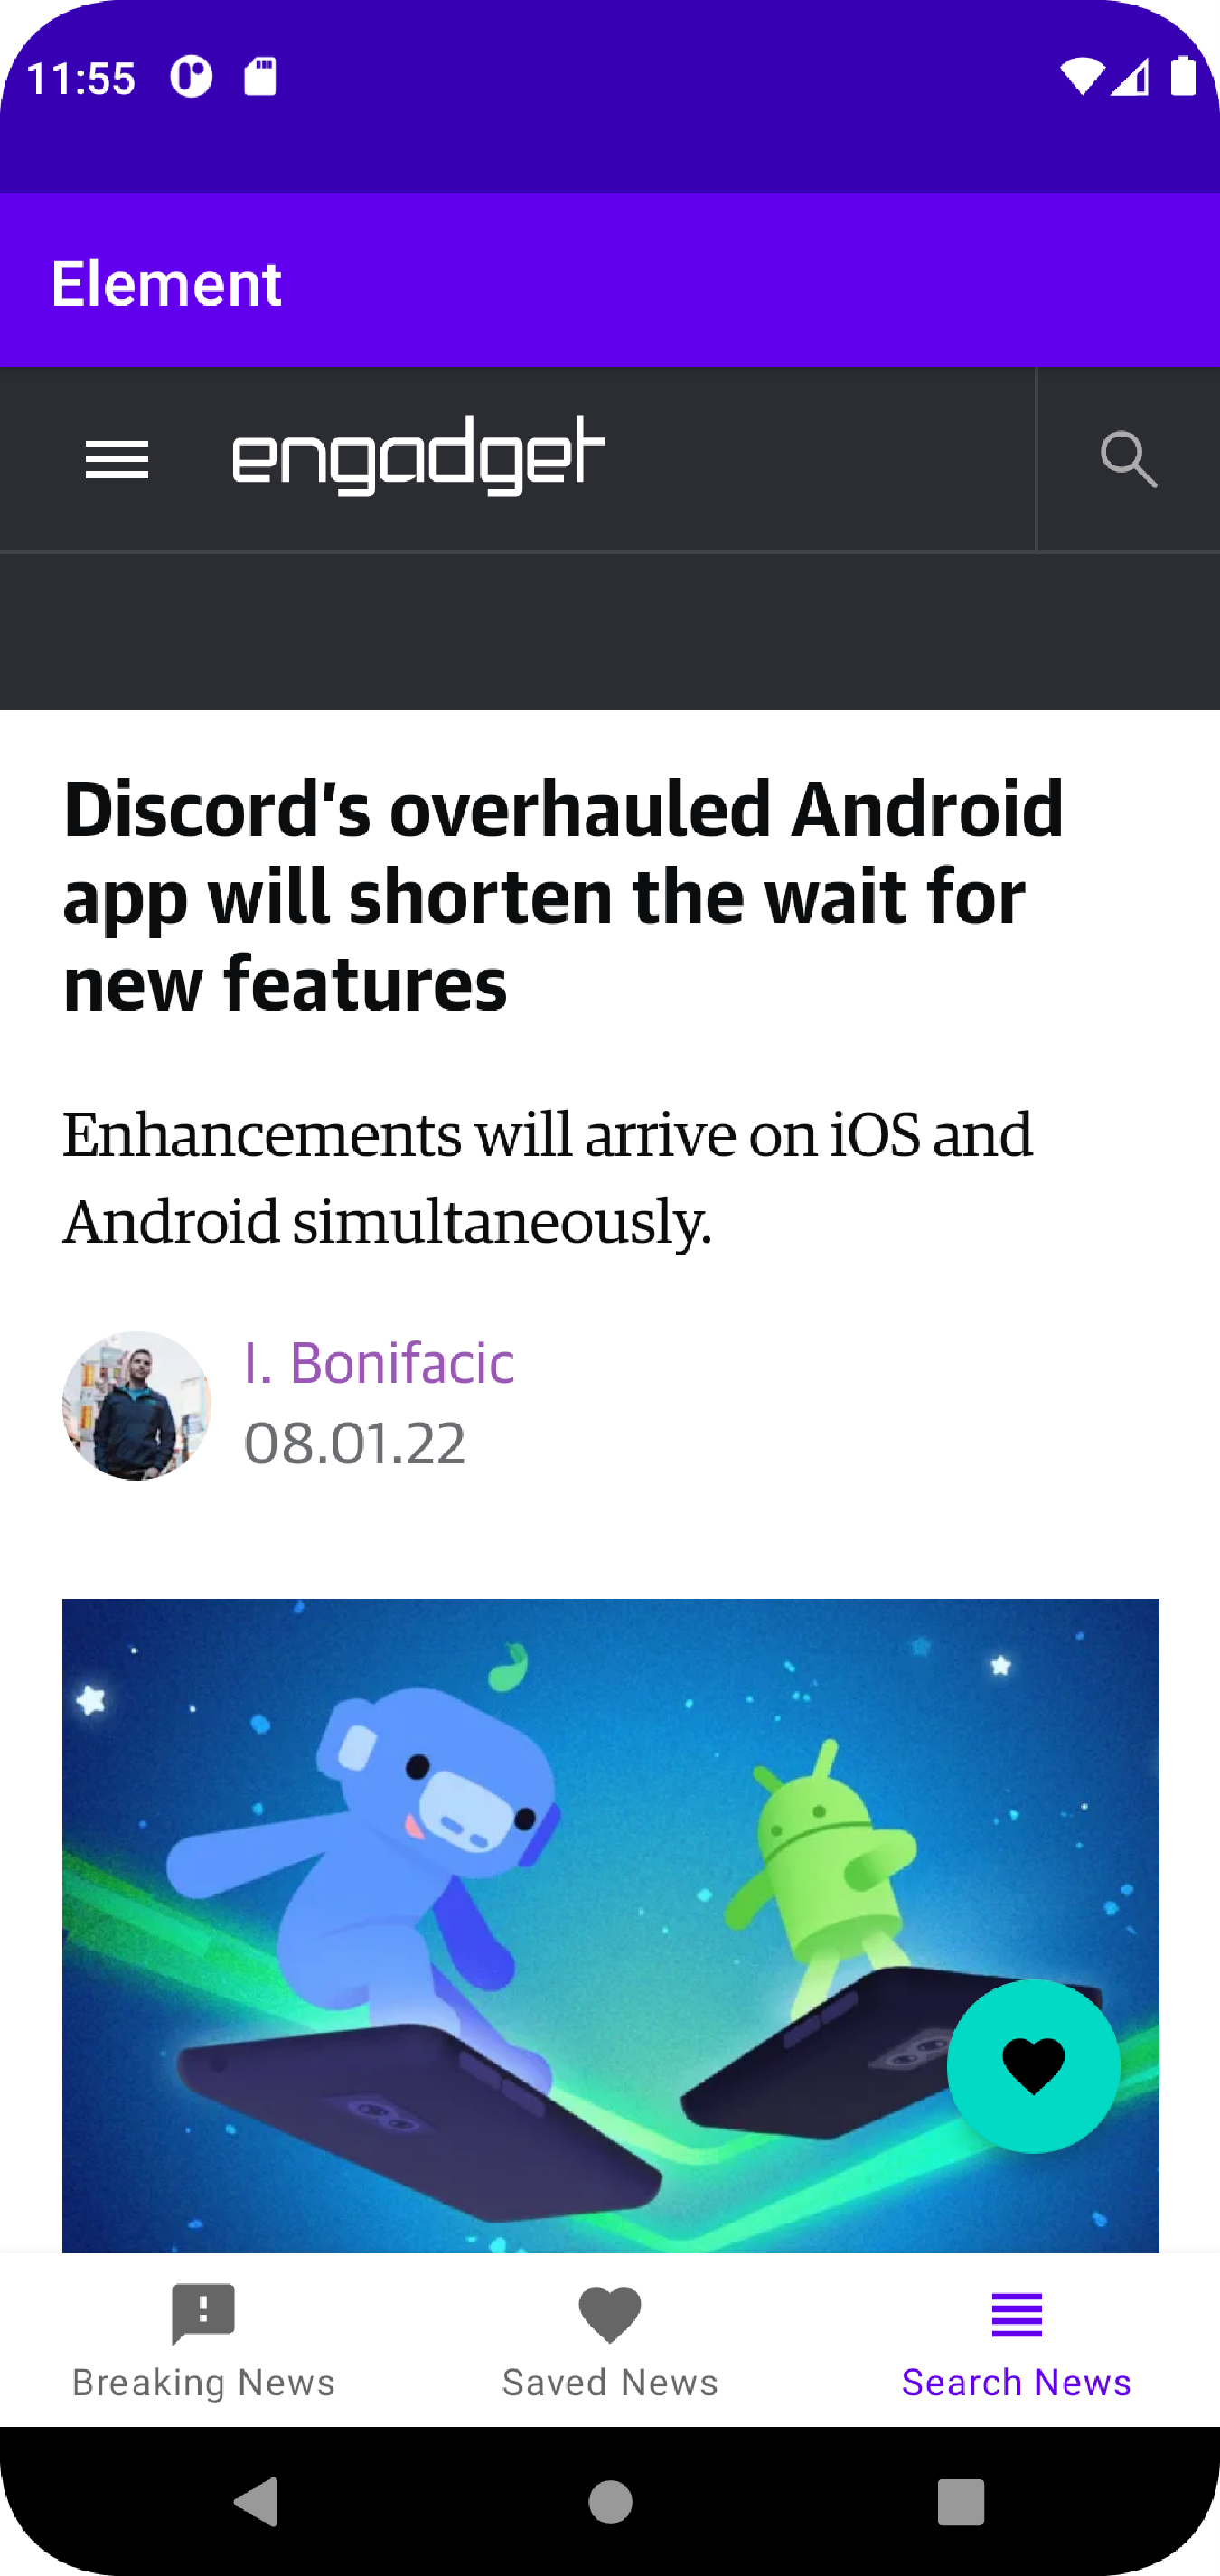 11:55
Element
engadget
Discord's overhauled Android
app will shorten the wait for
new features
Enhancements will arrive on iOS and
Android simultaneously.
I. Bonifacic
08.01.22
Breaking News
Saved News
Search News